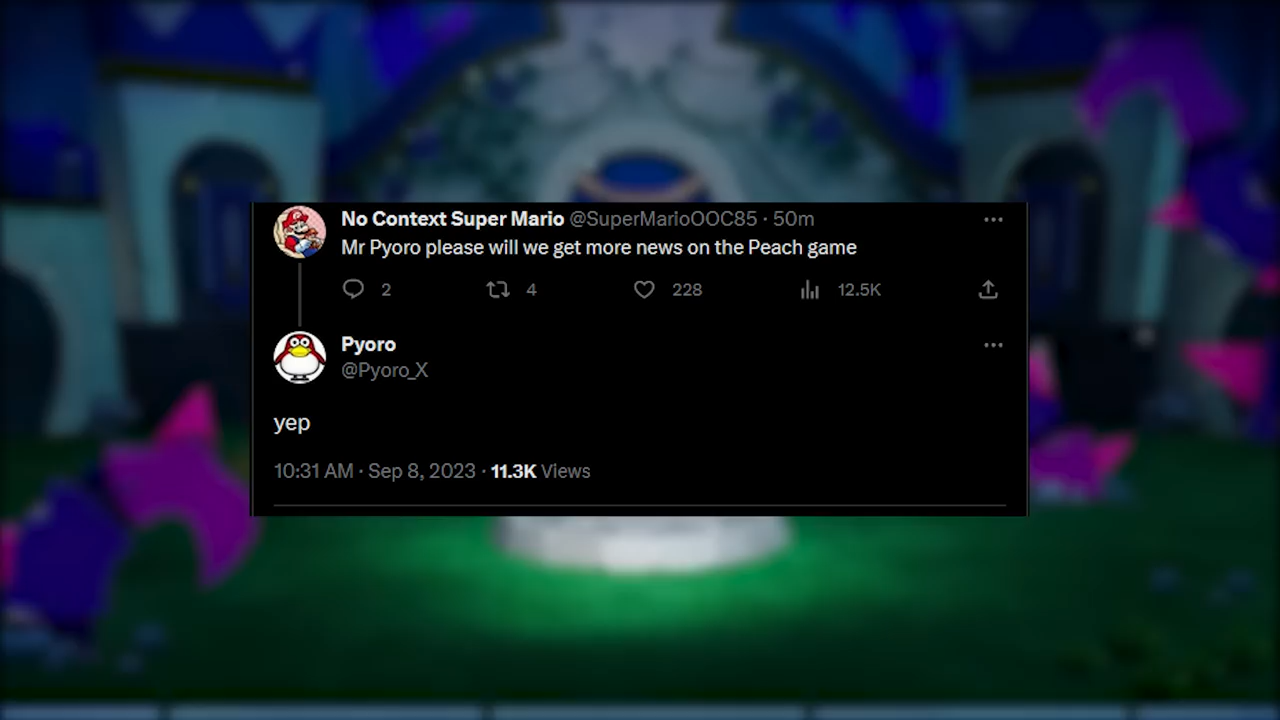 No Context Super Mario @SuperMarioOOC85 · 50m
Mr Pyoro please will we get more news on the Peach game
2 4 228 12.5K
Pyoro
@Pyoro_X
yep
10:31 AM · Sep 8, 2023 · 11.3K Views